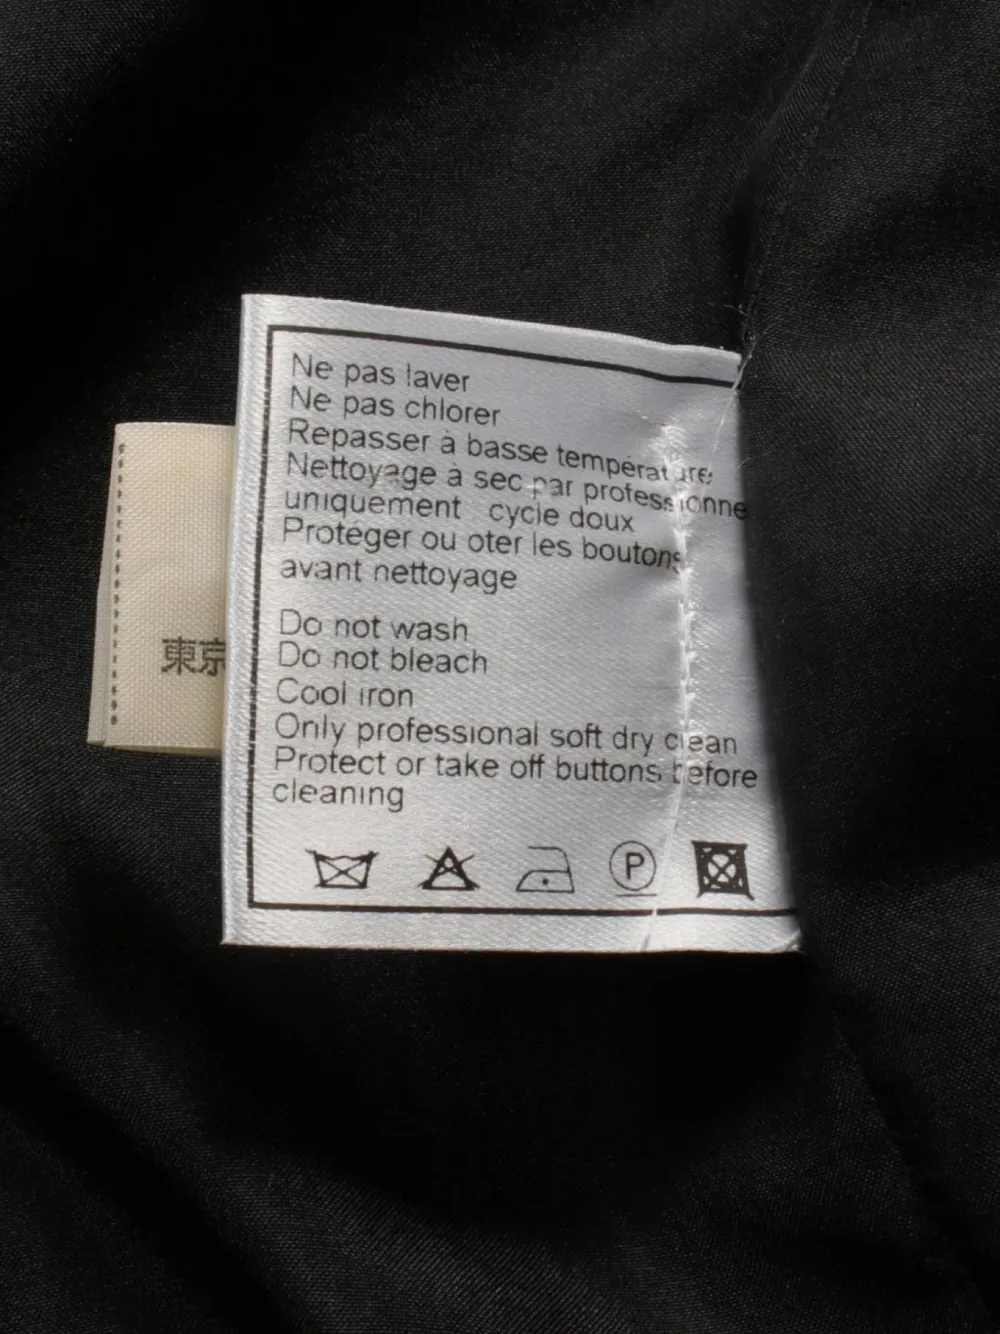 Ne pas laver
Ne pas chlorer
Repasser à basse température
Nettoyage à sec par professionne
uniquement cycle doux
Protéger ou oter les boutons
avant nettoyage
Do not wash
Do not bleach
Cool iron
Only professional soft dry clean
Protect or take off buttons before
cleaning
P
東京